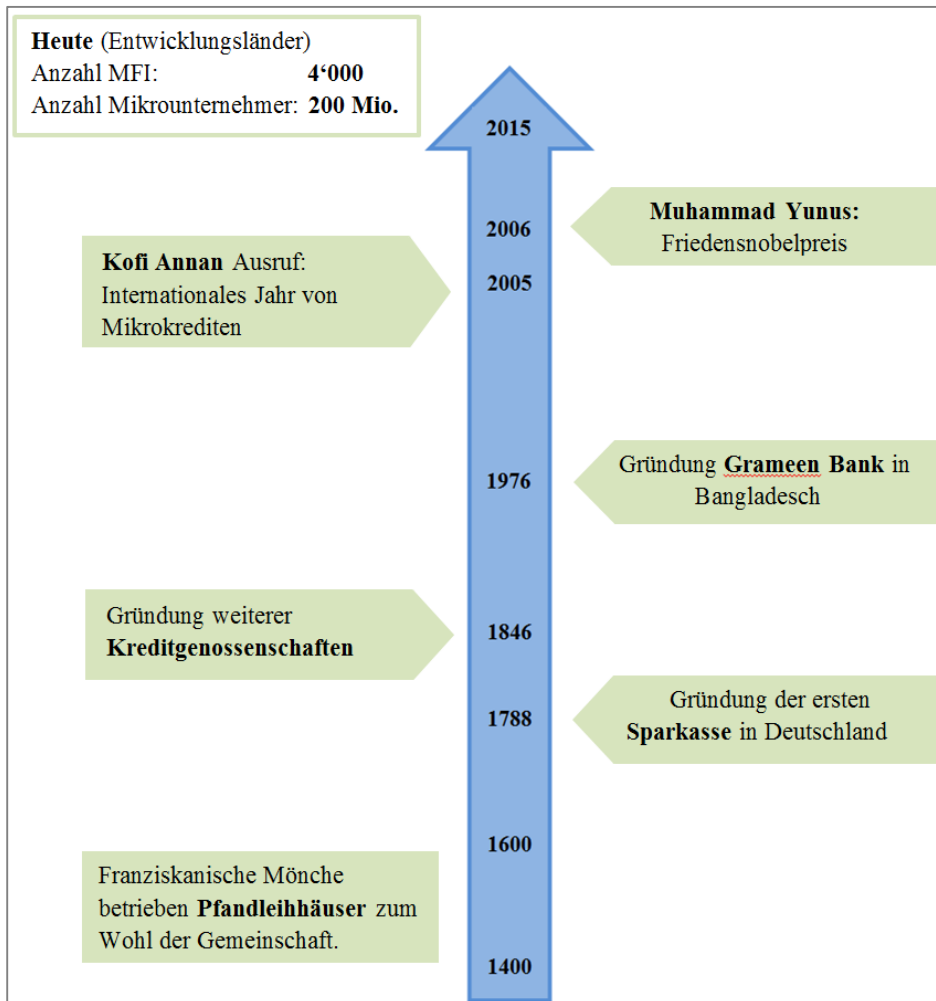 Heute (Entwicklungsländer)
Anzahl MFI: 4‘000
Anzahl Mikrounternehmer: 200 Mio.
2015
Muhammad Yunus:
Friedensnobelpreis
2006
Kofi Annan Ausruf:
Internationales Jahr von
Mikrokrediten
2005
Gründung Grameen Bank in
Bangladesch
1976
Gründung weiterer
Kreditgenossenschaften
1846
Gründung der ersten
Sparkasse in Deutschland
1788
1600
Franziskanische Mönche
betrieben Pfandleihhäuser zum
Wohl der Gemeinschaft.
1400